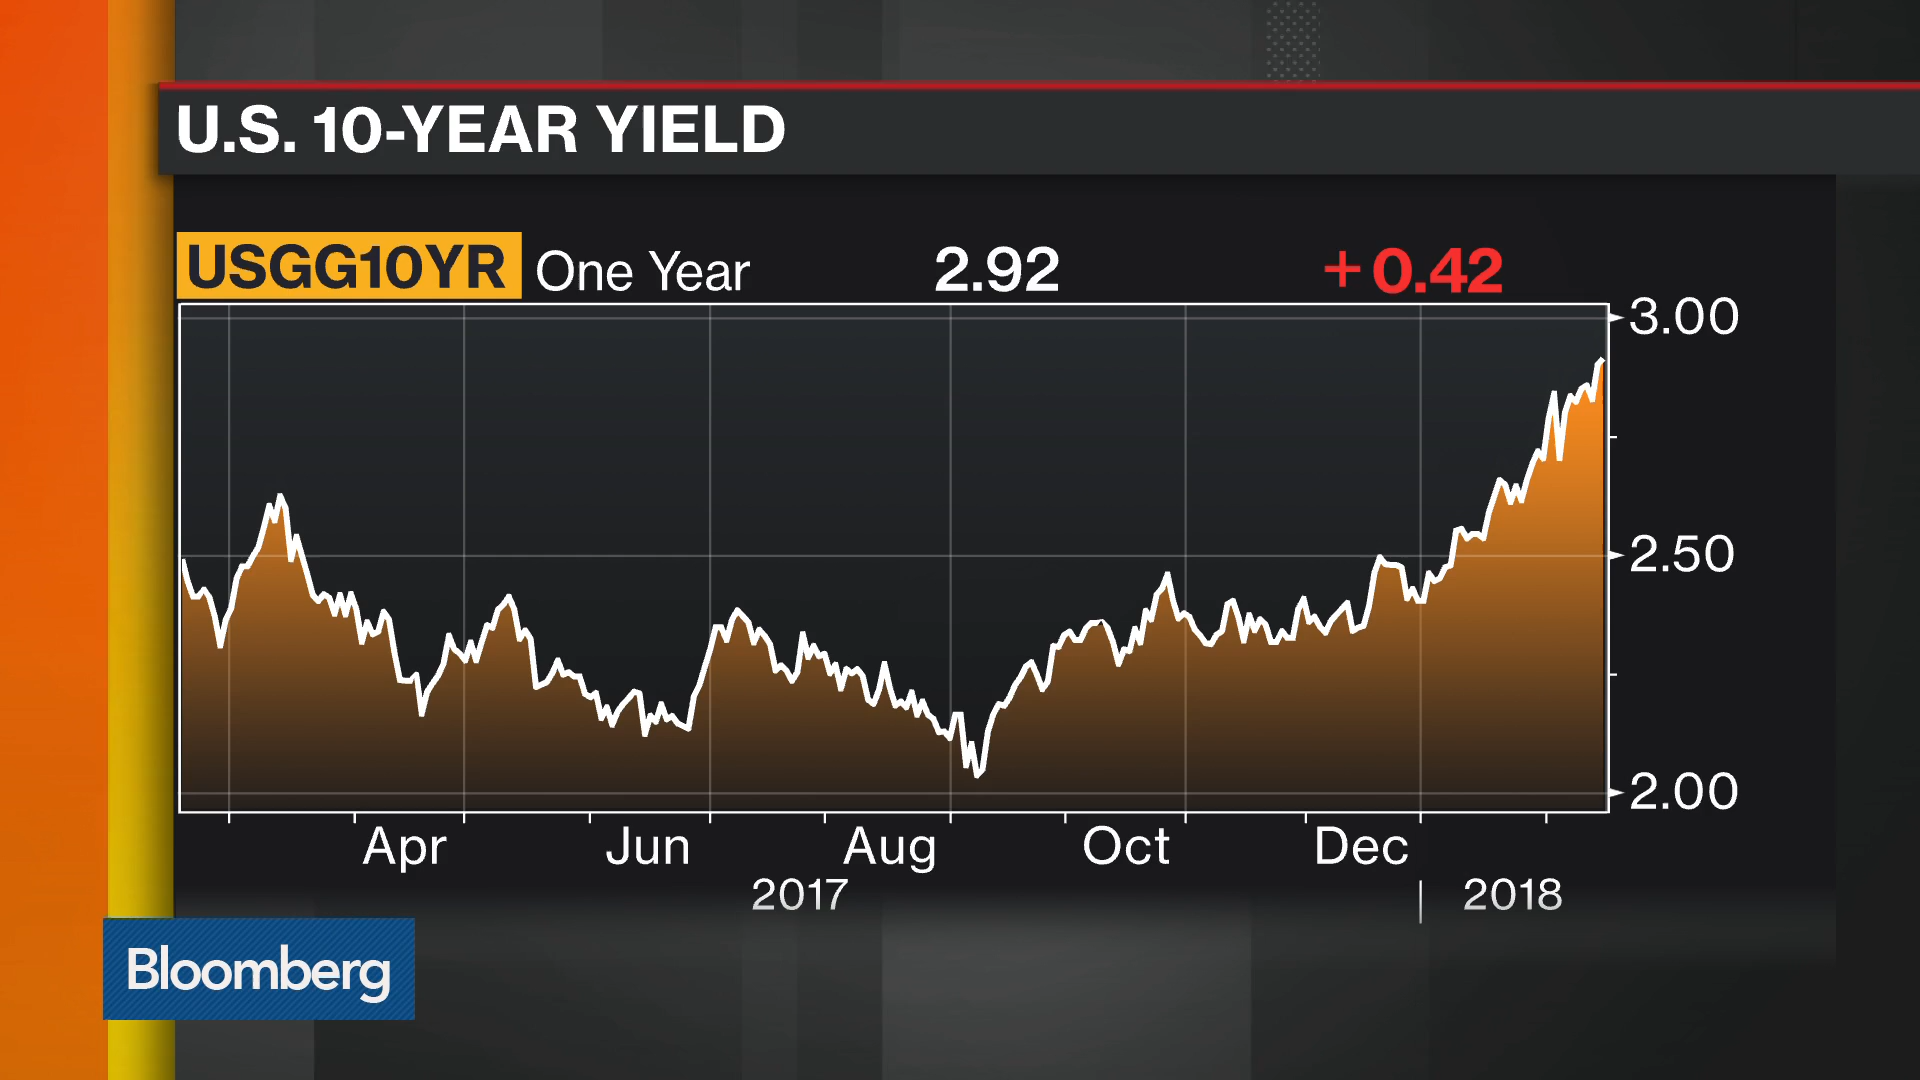 U.S. 10-YEAR YIELD
USGG10YR One Year 2.92 +0.42
3.00
2.50
2.00
Apr Jun Aug Oct Dec
2017 2018
Bloomberg